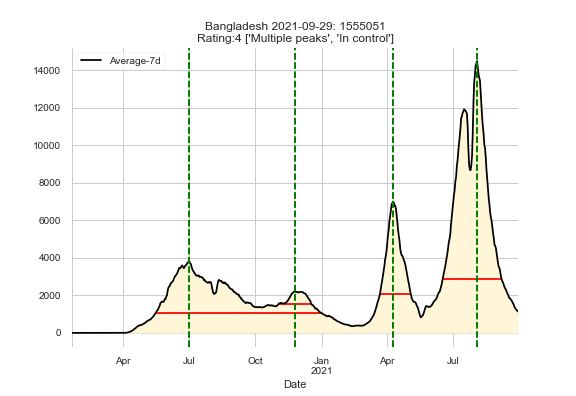 Bangladesh 2021-09-29: 1555051
Rating:4 ['Multiple peaks', 'In control']
Average-7d
14000
12000
10000
8000
6000
4000
2000
0
Apr Jul Oct Jan Apr Jul
2021
Date